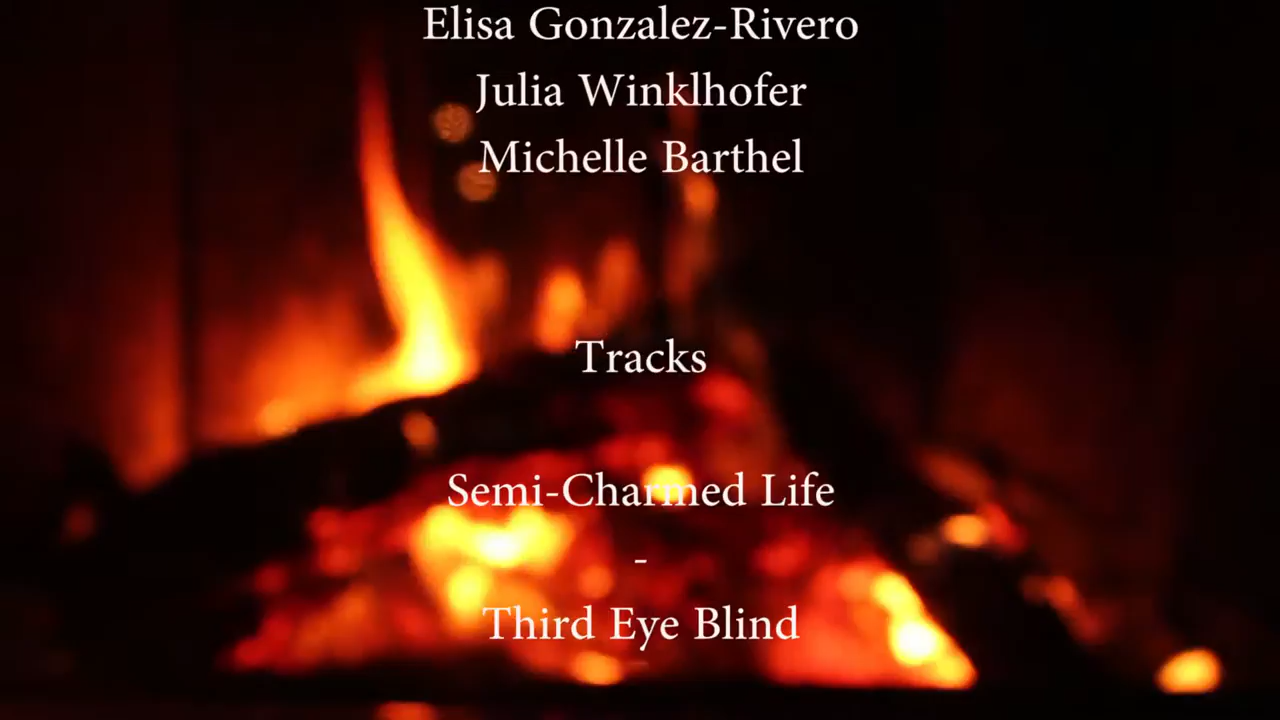 Elisa Gonzalez-Rivero
Julia Winklhofer
Michelle Barthel
Tracks
Semi-Charmed Life
-
Third Eye Blind